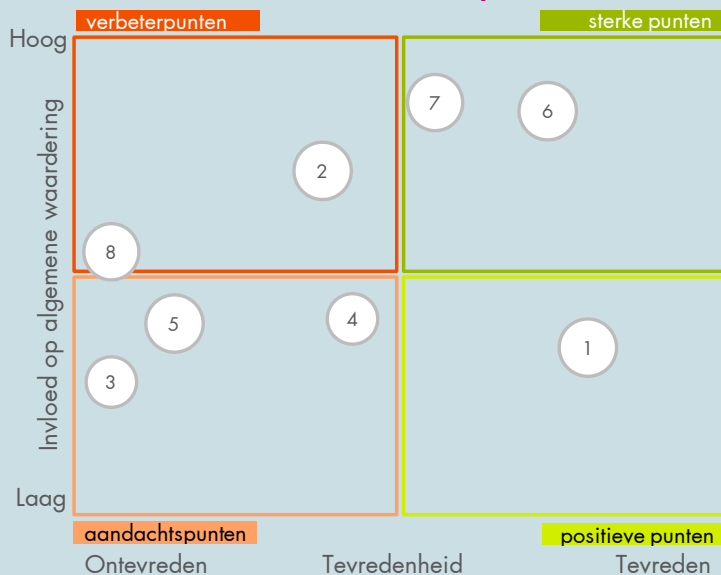 verbeterpunten
sterke punten
Hoog
7
6
2
8
5
4
1
3
Invloed op algemene waardering
Laag
aandachtspunten
positieve punten
Ontevreden
Tevredenheid
Tevreden